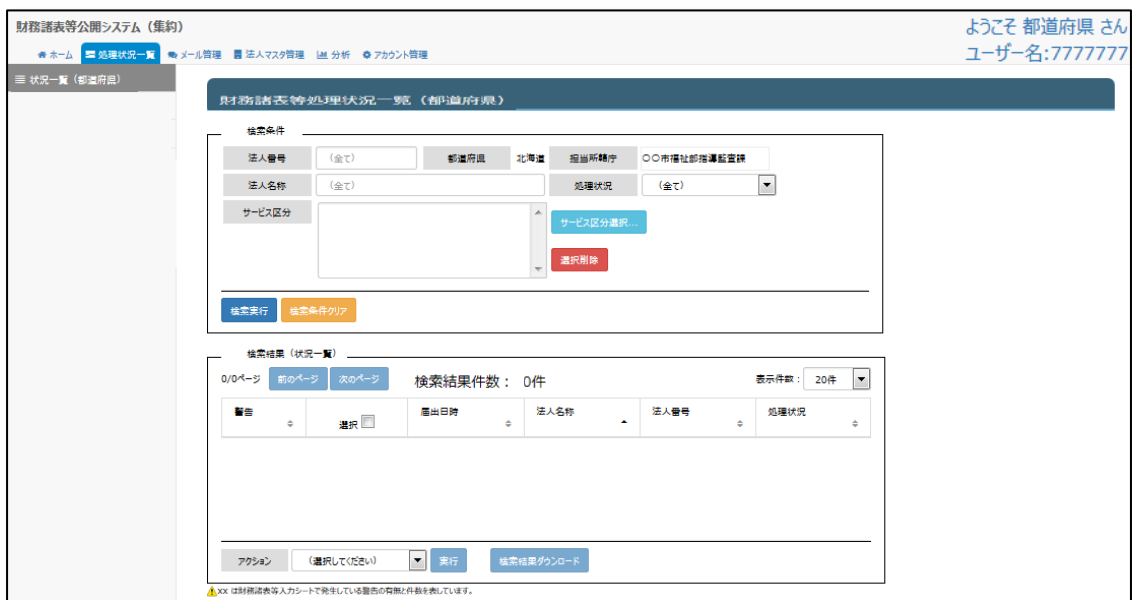 財務諸表等公開システム（集約）
ようこそ 都道府県 さん
ホーム 処理状況一覧 メール管理 法人マスタ管理 分析 アカウント管理
ユーザー名:7777777
状況一覧（都道府県）
財務諸表等処理状況一覧（都道府県）
検索条件
法人番号 （全て） 都道府県 北海道 担当所轄庁 〇〇市福祉部指導監査課
法人名称 （全て） 処理状況 （全て）
サービス区分
サービス区分選択...
選択削除
検索実行 検索条件クリア
検索結果（状況一覧）
0/0ページ 前のページ 次のページ 検索結果件数： 0件 表示件数： 20件
警告 選択 届出日時 法人名称 法人番号 処理状況
アクション （選択してください） 実行 検索結果ダウンロード
xx は財務諸表等入力シートで発生している警告の有無と件数を表しています。